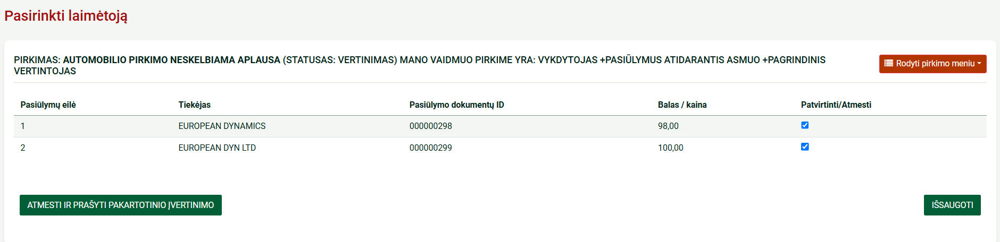 Pasirinkti laimėtoją
PIRKIMAS: AUTOMOBILIO PIRKIMO NESKELBIAMA APLAUSA (STATUSAS: VERTINIMAS) MANO VAIDMUO PIRKIME YRA: VYKDYTOJAS +PASIŪLYMUS ATIDARANTIS ASMUO +PAGRINDINIS
VERTINTOJAS
Rodyti pirkimo meniu
Pasiūlymų eilė Tiekėjas Pasiūlymo dokumentų ID Balas / kaina Patvirtinti/Atmesti
1 EUROPEAN DYNAMICS 000000298 98,00
2 EUROPEAN DYN LTD 000000299 100,00
ATMESTI IR PRAŠYTI PAKARTOTINIO ĮVERTINIMO IŠSAUGOTI